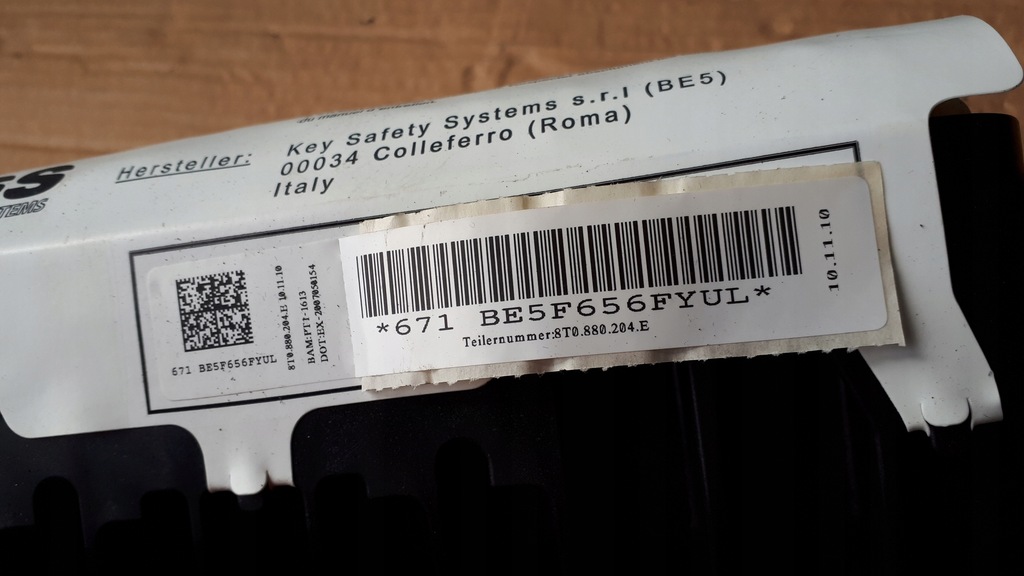 Hersteller:
Key Safety Systems s.r.l (BE5)
00034 Colleferro (Roma)
Italy
671 BE5F656FYUL
8T0.880.204.E 10.11.10
BAM:PTI-1613
DOT:EX-2007050154
*671 BE5F656FYUL*
Teilernummer:8T0.880.204.E
10.11.10